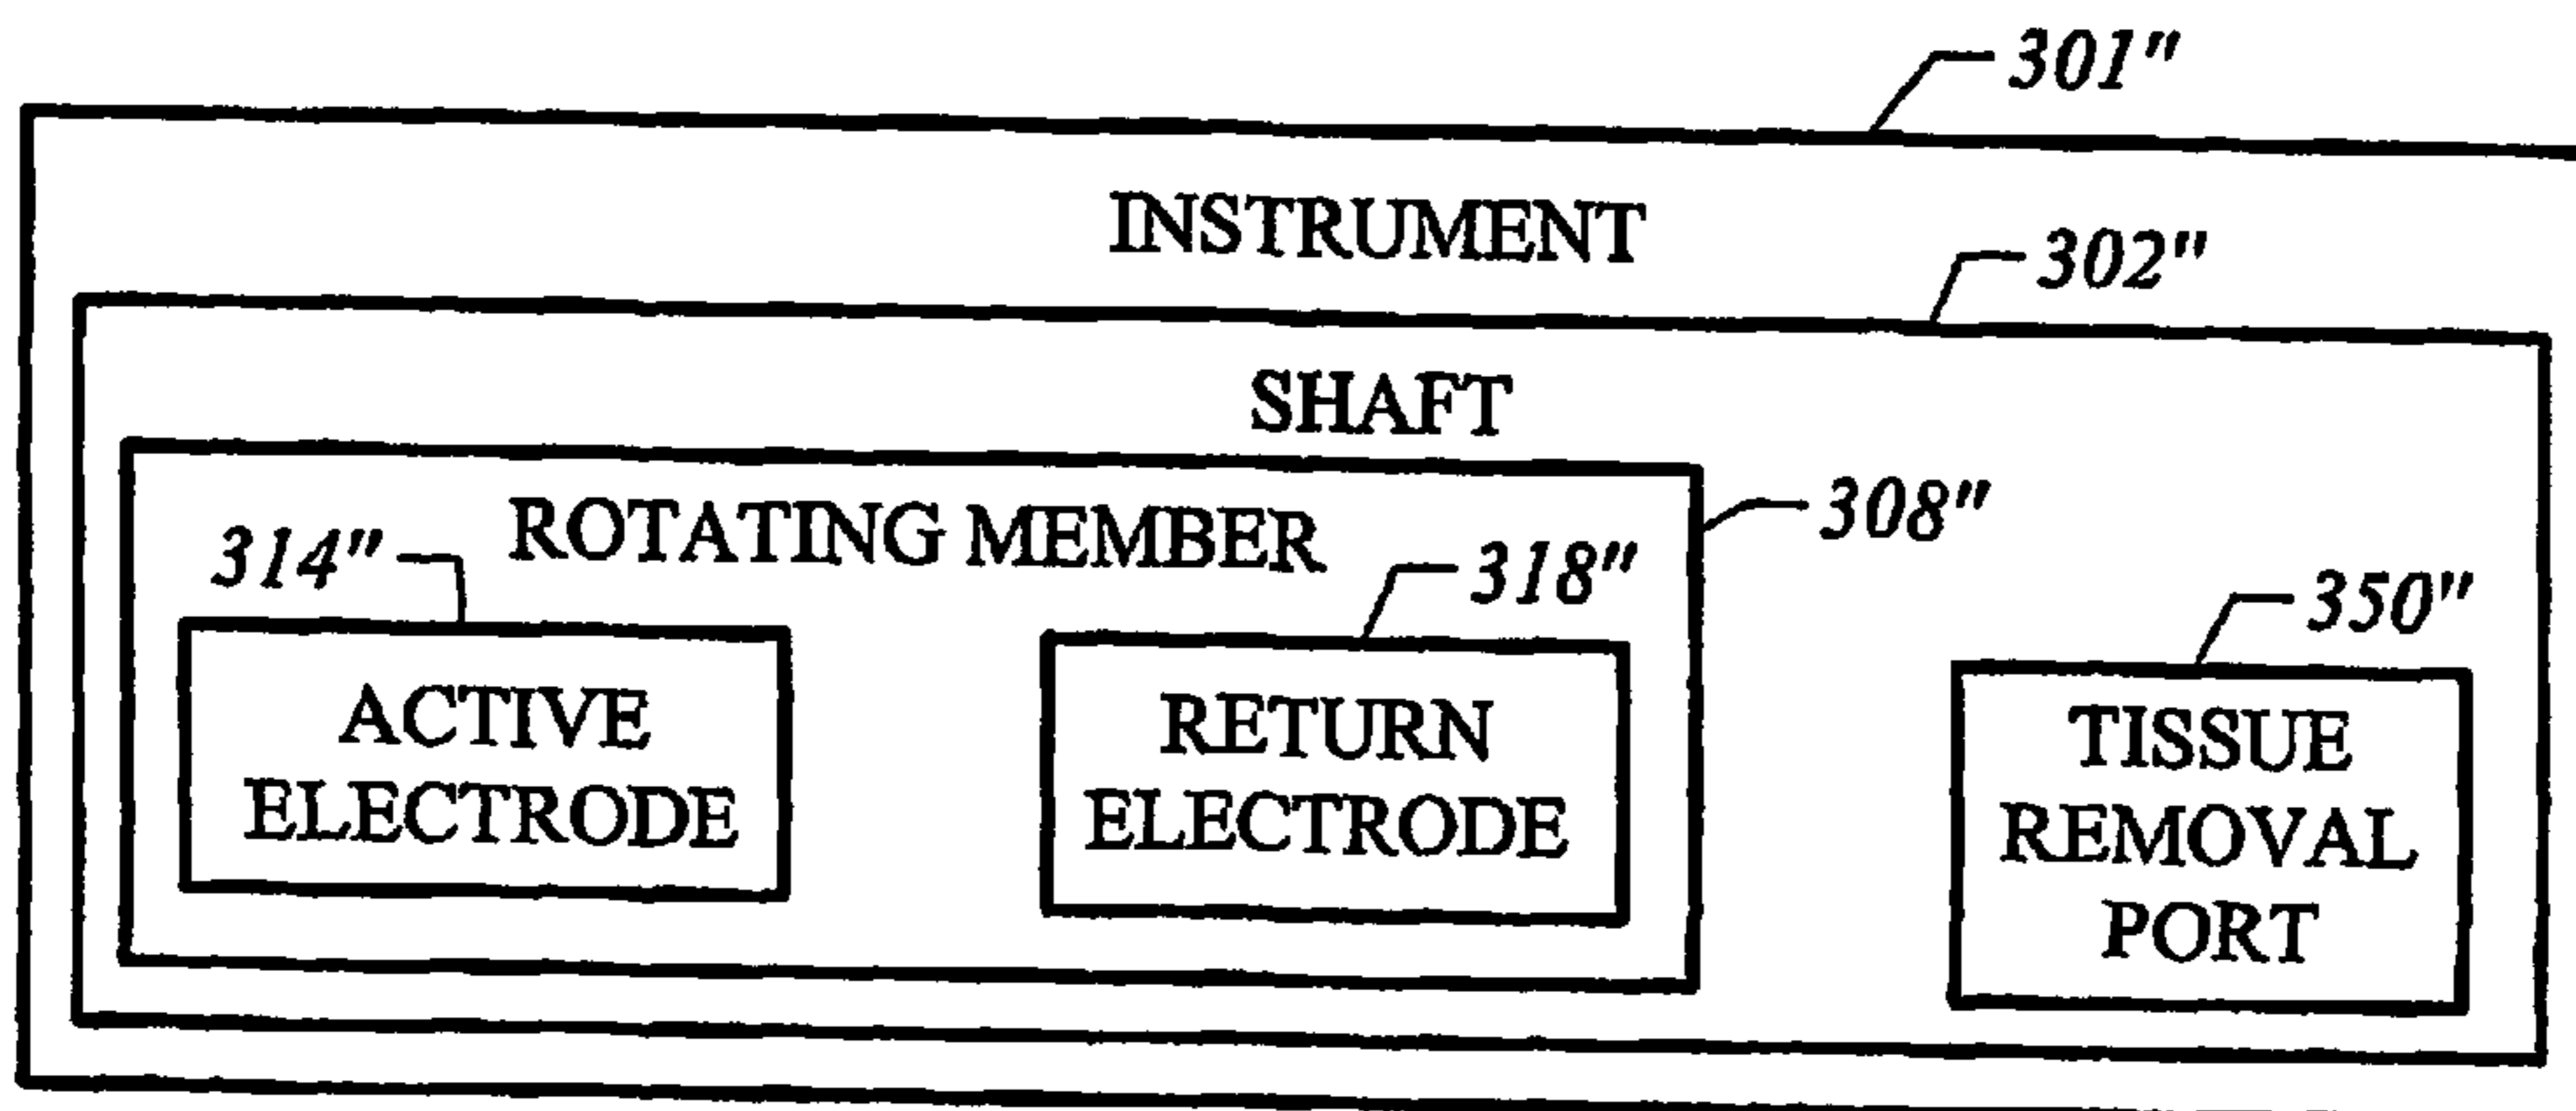 301"
INSTRUMENT
302"
SHAFT
308"
ROTATING MEMBER
314"
318"
350"
ACTIVE
ELECTRODE
RETURN
ELECTRODE
TISSUE
REMOVAL
PORT